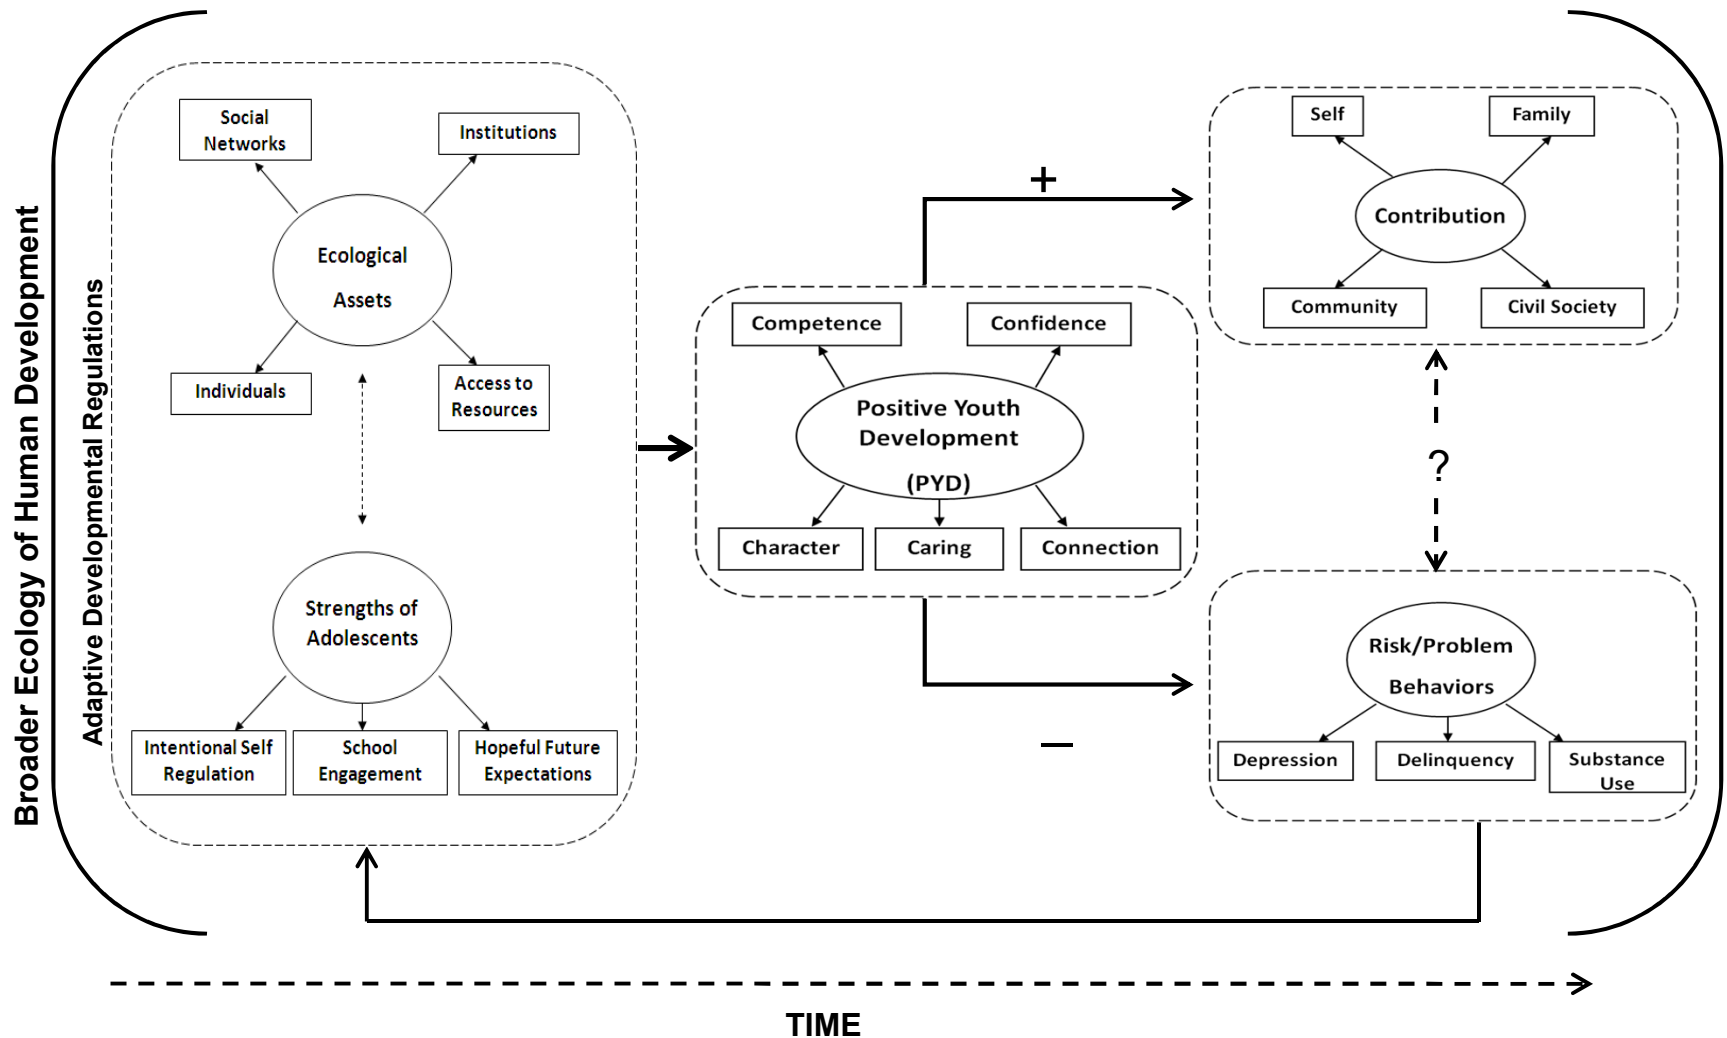 Broader Ecology of Human Development
Adaptive Developmental Regulations
Social
Networks
Institutions
Ecological
Assets
Individuals
Access to
Resources
Strengths of
Adolescents
Intentional Self
Regulation
School
Engagement
Hopeful Future
Expectations
Competence
Confidence
Positive Youth
Development
(PYD)
Character
Caring
Connection
+
Self
Family
Contribution
Community
Civil Society
?
–
Risk/Problem
Behaviors
Depression
Delinquency
Substance
Use
TIME